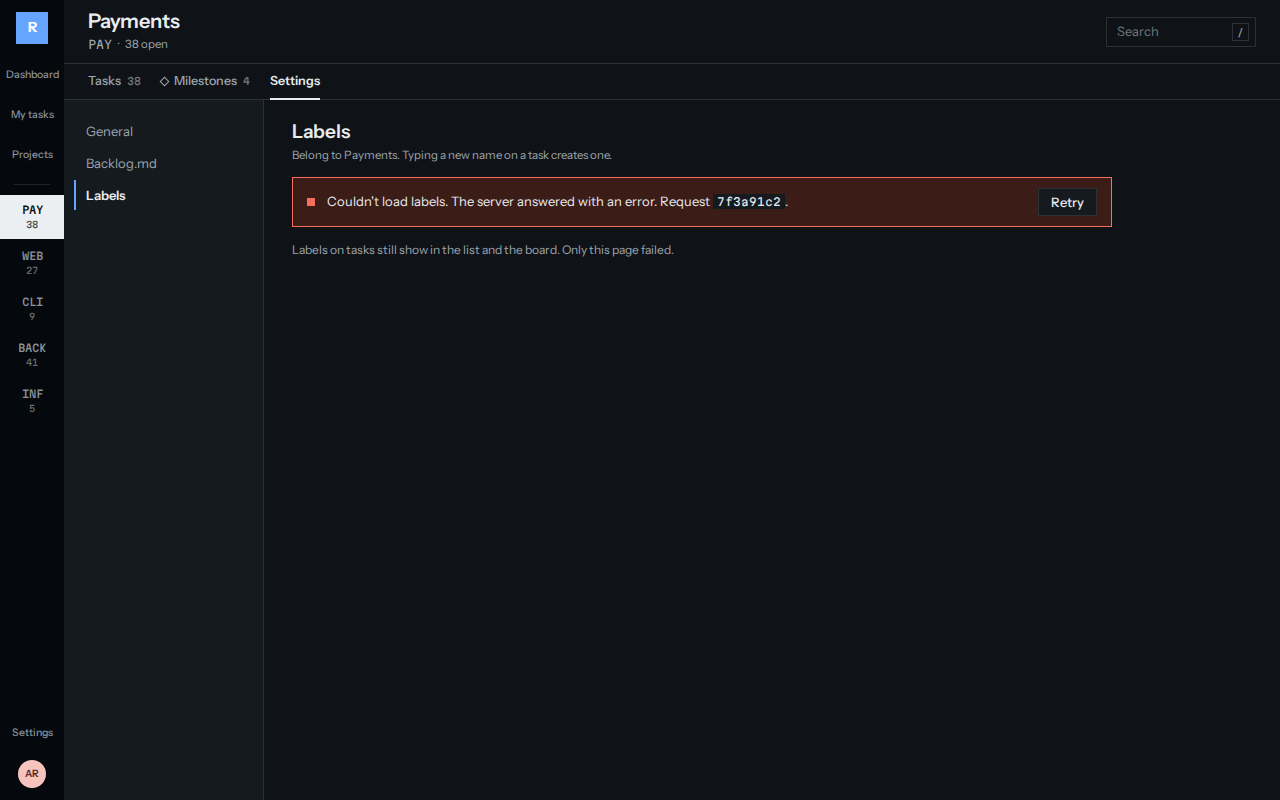 R
Dashboard
My tasks
Projects
PAY
38
WEB
27
CLI
9
BACK
41
INF
5
Settings
AR
Payments
PAY · 38 open
Search /
Tasks 38 ◇ Milestones 4 Settings
General
Backlog.md
Labels
Labels
Belong to Payments. Typing a new name on a task creates one.
Couldn't load labels. The server answered with an error. Request 7f3a91c2 .
Retry
Labels on tasks still show in the list and the board. Only this page failed.